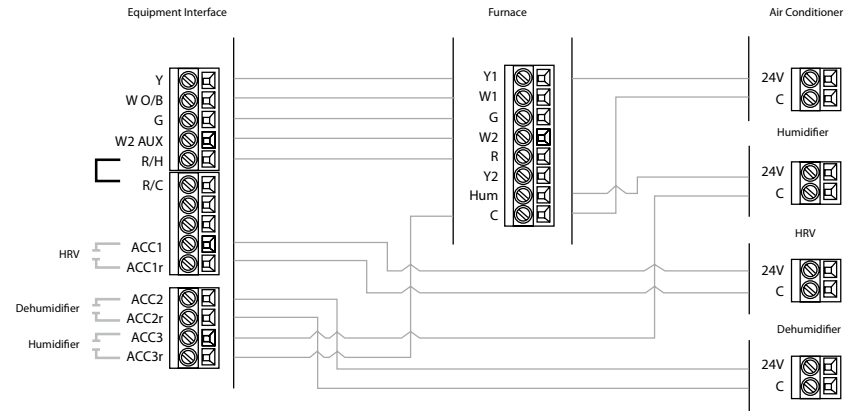 Equipment Interface
Furnace
Air Conditioner
Y
W O/B
G
W2 AUX
R/H
R/C
HRV
ACC1
ACC1r
Dehumidifier
ACC2
ACC2r
Humidifier
ACC3
ACC3r
Y1
W1
G
W2
R
Y2
Hum
C
24V
C
Humidifier
24V
C
HRV
24V
C
Dehumidifier
24V
C